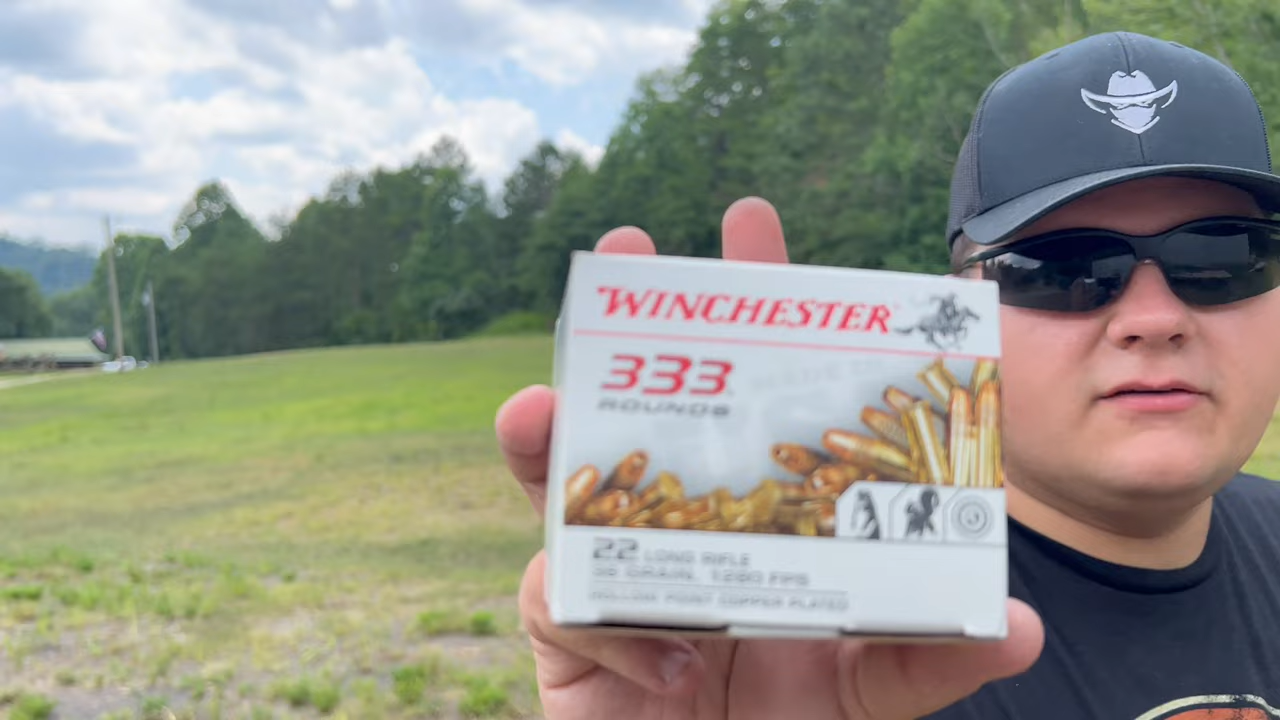 WINCHESTER
333
ROUNDS
22 LONG RIFLE
36 GRAIN, 1280 FPS
HOLLOW POINT COPPER PLATED